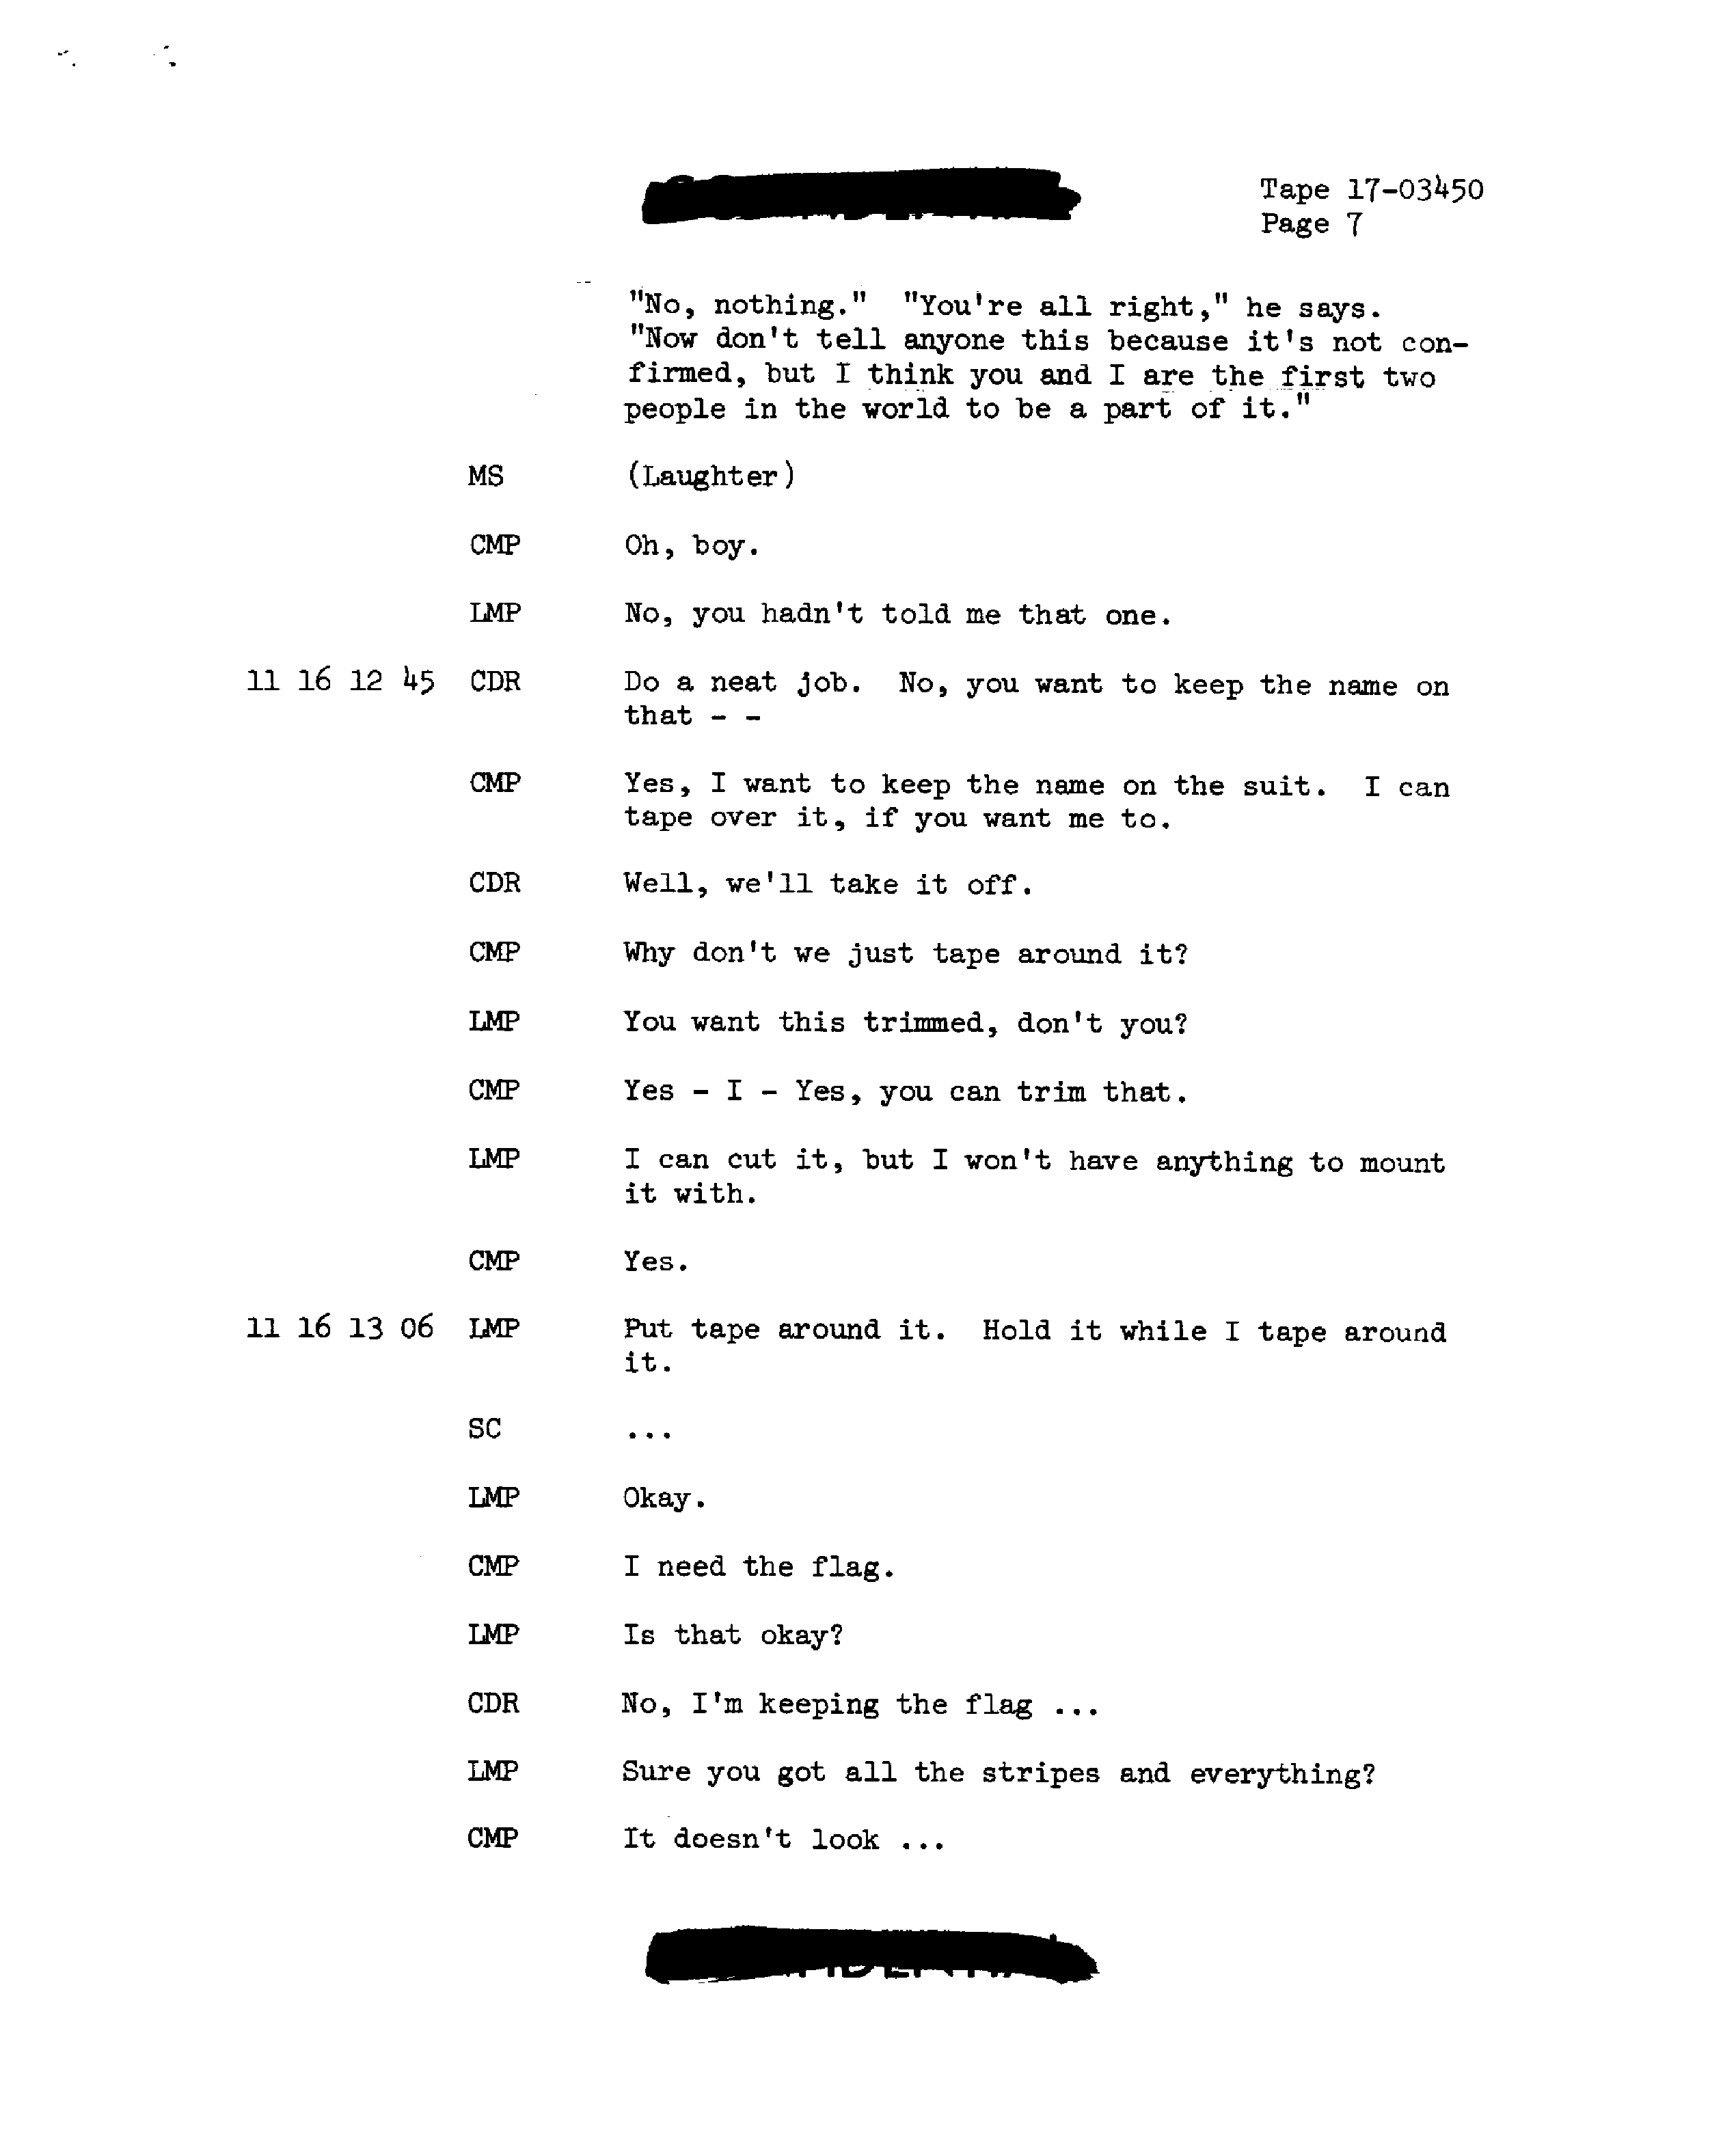 Tape 17-03450
Page 7
"No, nothing." "You're all right," he says.
"Now don't tell anyone this because it's not con-
firmed, but I think you and I are the first two
people in the world to be a part of it."
MS (Laughter)
CMP Oh, boy.
LMP No, you hadn't told me that one.
11 16 12 45 CDR Do a neat job. No, you want to keep the name on
that - -
CMP Yes, I want to keep the name on the suit. I can
tape over it, if you want me to.
CDR Well, we'll take it off.
CMP Why don't we just tape around it?
LMP You want this trimmed, don't you?
CMP Yes - I - Yes, you can trim that.
LMP I can cut it, but I won't have anything to mount
it with.
CMP Yes.
11 16 13 06 LMP Put tape around it. Hold it while I tape around
it.
SC ...
LMP Okay.
CMP I need the flag.
LMP Is that okay?
CDR No, I'm keeping the flag ...
LMP Sure you got all the stripes and everything?
CMP It doesn't look ...